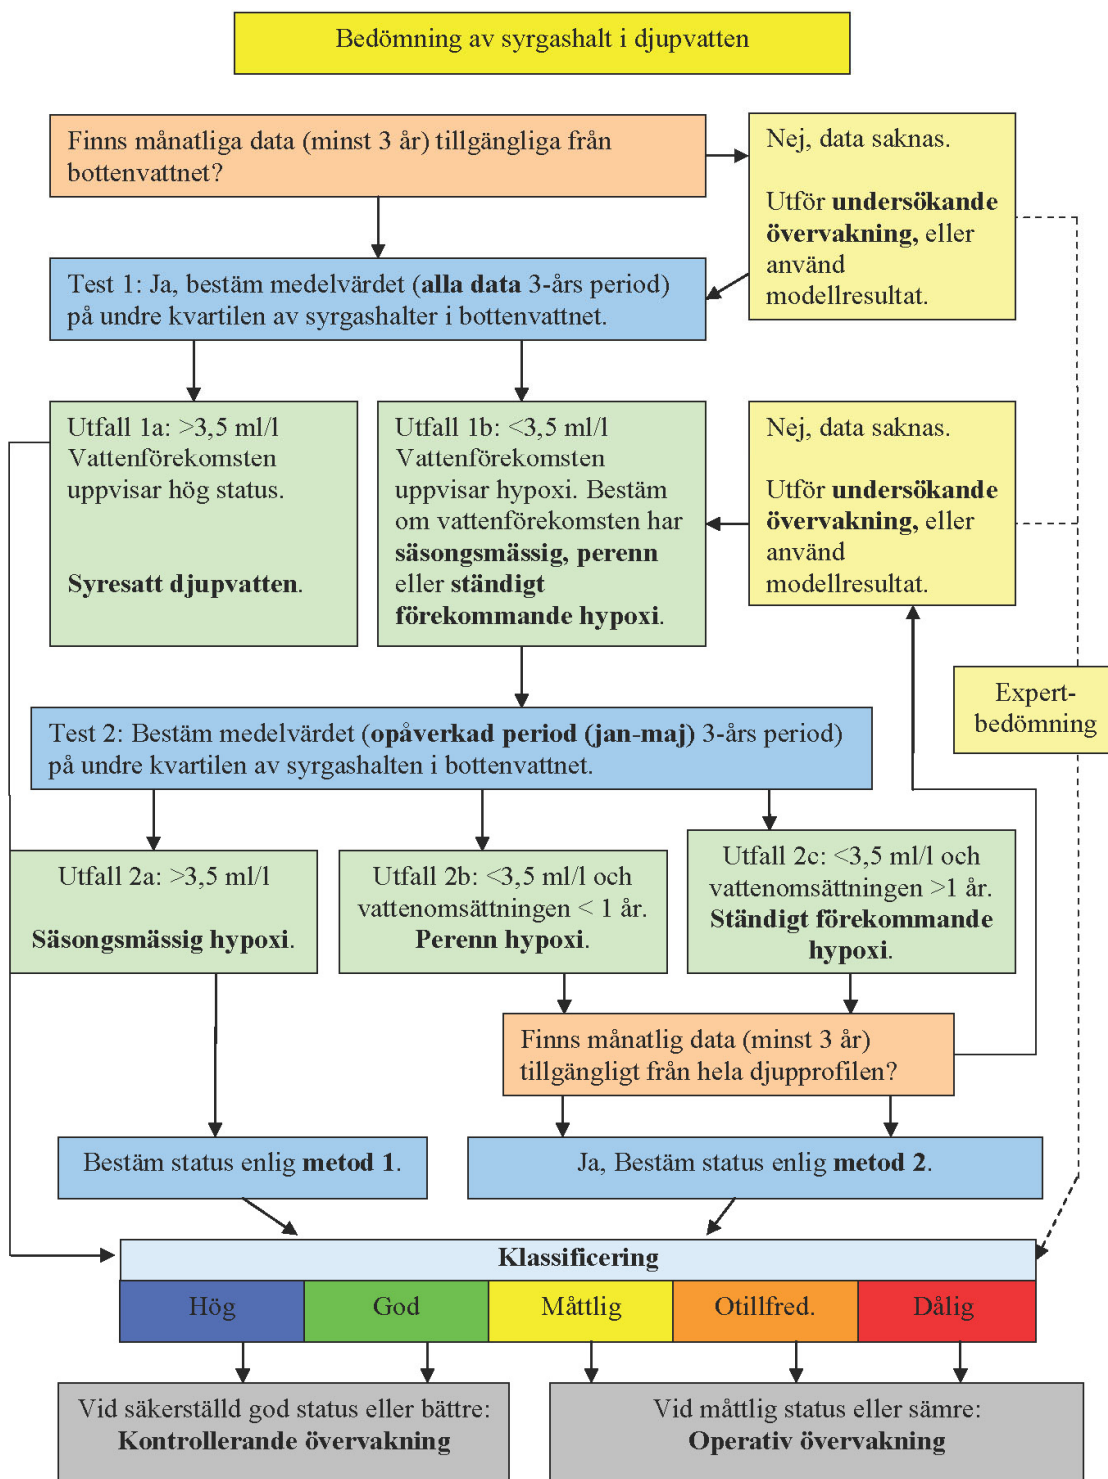 Bedömning av syrgashalt i djupvatten
Finns månatliga data (minst 3 år) tillgängliga från
bottenvattnet?
Nej, data saknas.
Utför undersökande
övervakning, eller
använd
modellresultat.
Test 1: Ja, bestäm medelvärdet (alla data 3-års period)
på undre kvartilen av syrgashalter i bottenvattnet.
Utfall 1a: >3,5 ml/l
Vattenförekomsten
uppvisar hög status.
Syresatt djupvatten.
Utfall 1b: <3,5 ml/l
Vattenförekomsten
uppvisar hypoxi. Bestäm
om vattenförekomsten har
säsongsmässig, perenn
eller ständigt
förekommande hypoxi.
Nej, data saknas.
Utför undersökande
övervakning, eller
använd
modellresultat.
Expert-
bedömning
Test 2: Bestäm medelvärdet (opåverkad period (jan-maj) 3-års period)
på undre kvartilen av syrgashalten i bottenvattnet.
Utfall 2a: >3,5 ml/l
Säsongsmässig hypoxi.
Utfall 2b: <3,5 ml/l och
vattenomsättningen < 1 år.
Perenn hypoxi.
Utfall 2c: <3,5 ml/l och
vattenomsättningen >1 år.
Ständigt förekommande
hypoxi.
Finns månatlig data (minst 3 år)
tillgängligt från hela djupprofilen?
Bestäm status enlig metod 1.
Ja, Bestäm status enlig metod 2.
Klassificering
Hög
God
Måttlig
Otillfred.
Dålig
Vid säkerställd god status eller bättre:
Kontrollerande övervakning
Vid måttlig status eller sämre:
Operativ övervakning